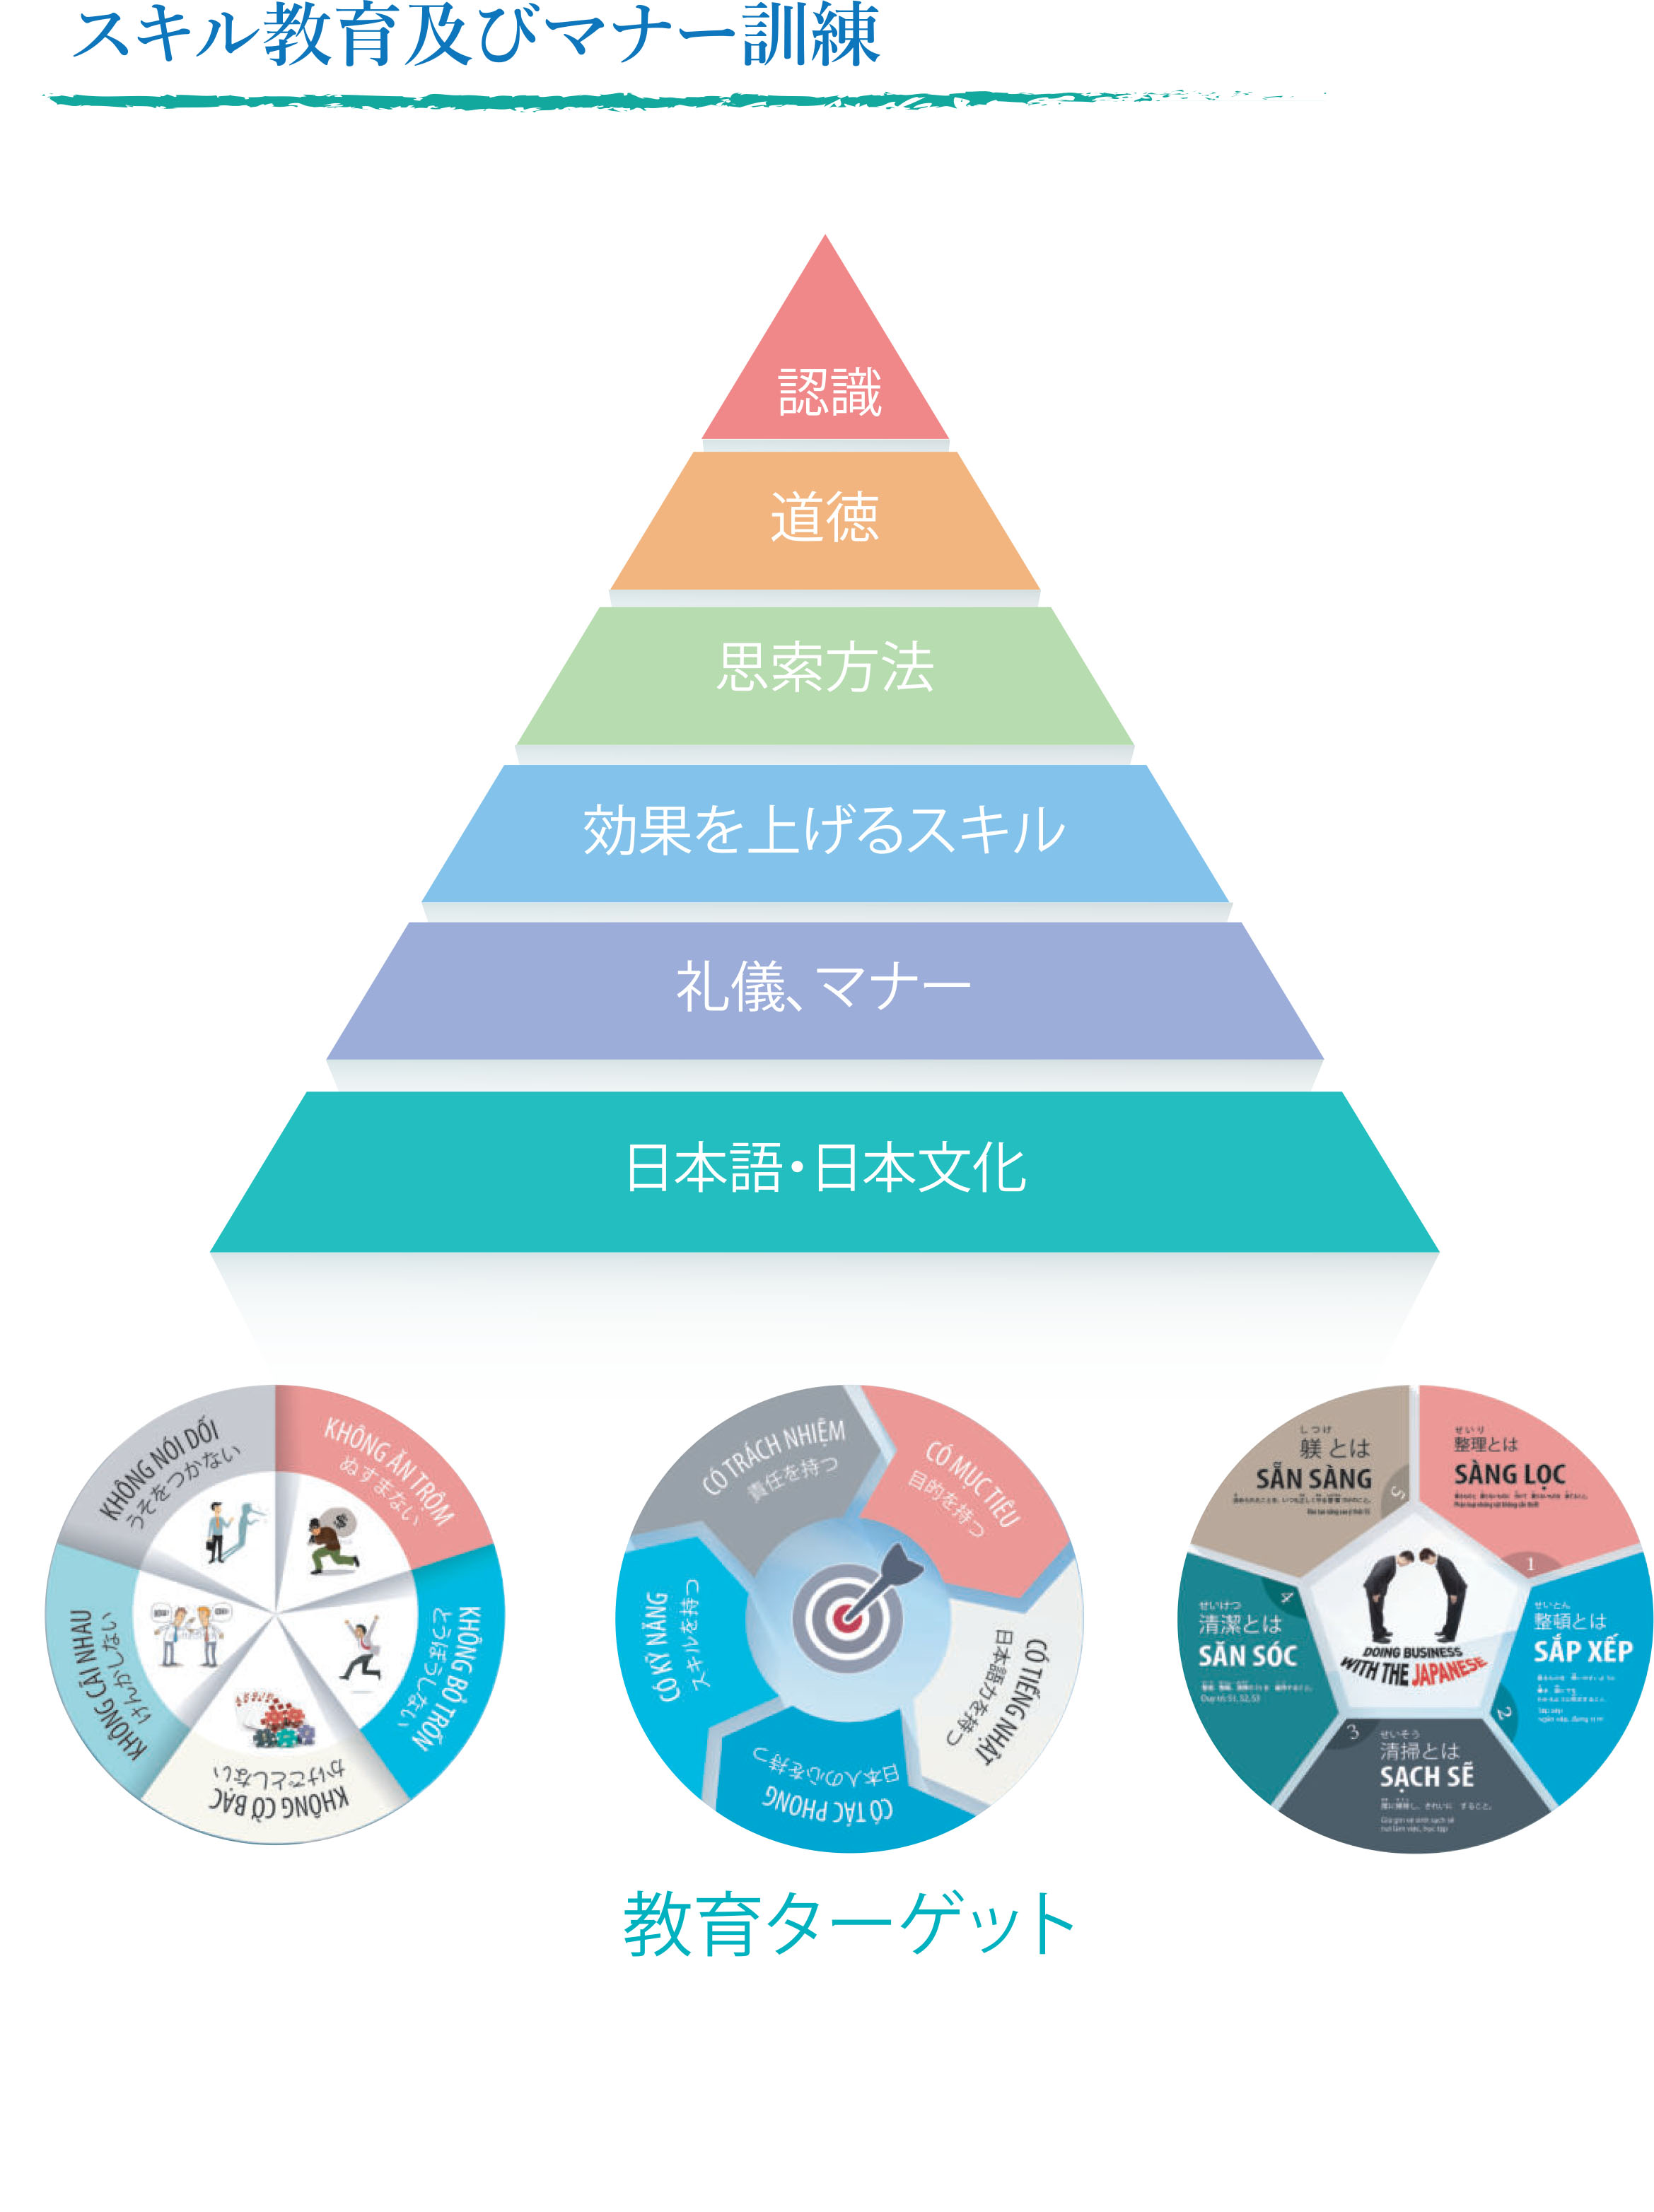 スキル教育及びマナー訓練
認識
道徳
思索方法
効果を上げるスキル
礼儀、マナー
日本語・日本文化
KHÔNG NÓI DỐI
うそをつかない
KHÔNG ĂN TRỘM
ぬすまない
KHÔNG BỎ TRỐN
とうぼうしない
KHÔNG CỜ BẠC
かけごとしない
KHÔNG CÃI NHAU
けんかしない
CÓ TRÁCH NHIỆM
責任を持つ
CÓ MỤC TIÊU
目的を持つ
CÓ TIẾNG NHẬT
日本語力を持つ
CÓ TÁC PHONG
日本人の心を持つ
CÓ KỸ NĂNG
スキルを持つ
しつけ
躾 とは
SẴN SÀNG
5
せいり
整理とは
SÀNG LỌC
1
せいとん
整頓とは
SẮP XẾP
2
せいそう
清掃とは
SẠCH SẼ
3
せいけつ
清潔とは
SĂN SÓC
Duy trì S1, S2, S3
4
DOING BUSINESS
WITH THE JAPANESE
教育ターゲット